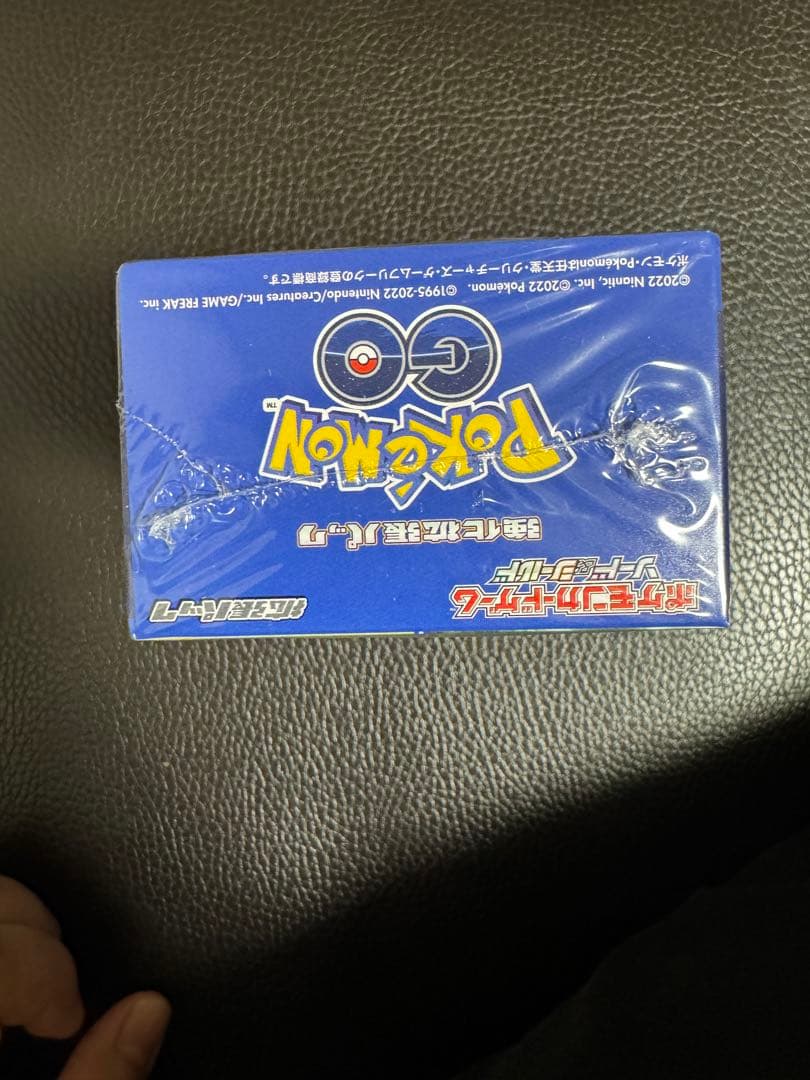 ポケモンカードゲーム
ソード&シールド
拡張パック
強化拡張パック
POKÉMON™
GO
©2022 Niantic, Inc. ©2022 Pokémon. ©1995-2022 Nintendo/Creatures Inc./GAME FREAK inc.
ポケモン・Pokémonは任天堂・クリーチャーズ・ゲームフリークの登録商標です。